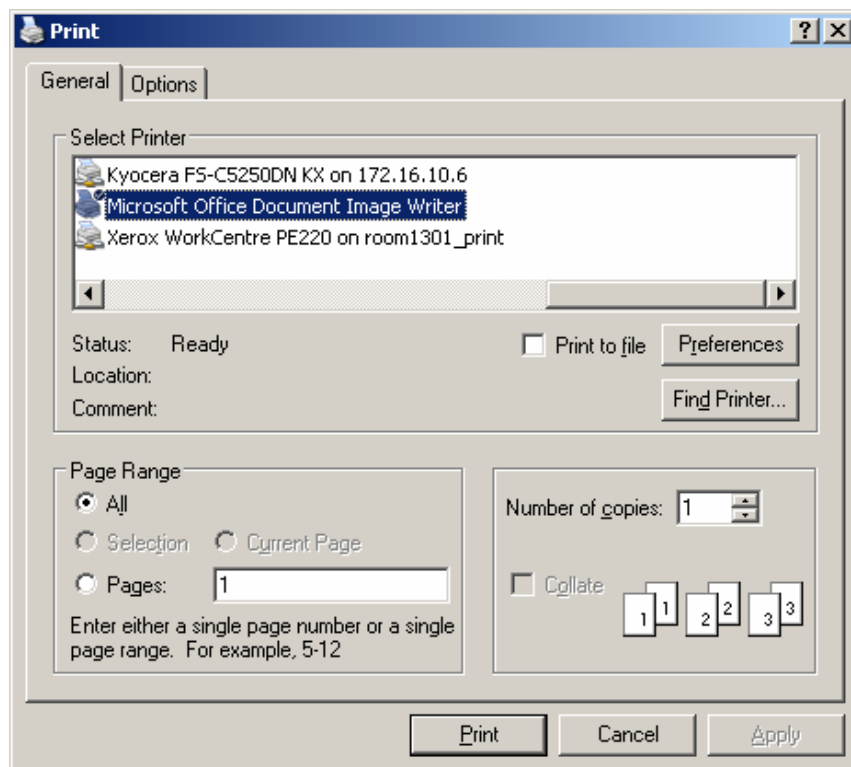 Print
General Options
Select Printer
Kyocera FS-C5250DN KX on 172.16.10.6
Microsoft Office Document Image Writer
Xerox WorkCentre PE220 on room1301_print
Status: Ready Print to file Preferences
Location:
Comment: Find Printer...
Page Range
All
Selection Current Page
Pages: 1
Enter either a single page number or a single
page range. For example, 5-12
Number of copies: 1
Collate
1 1 2 2 3 3
Print Cancel Apply